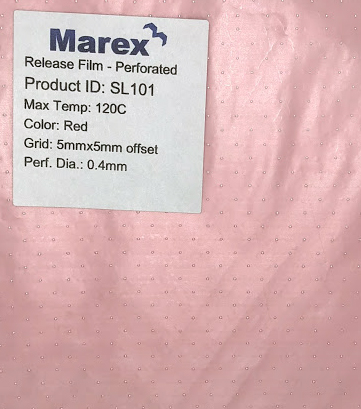 Marex
Release Film - Perforated
Product ID: SL101
Max Temp: 120C
Color: Red
Grid: 5mmx5mm offset
Perf. Dia.: 0.4mm